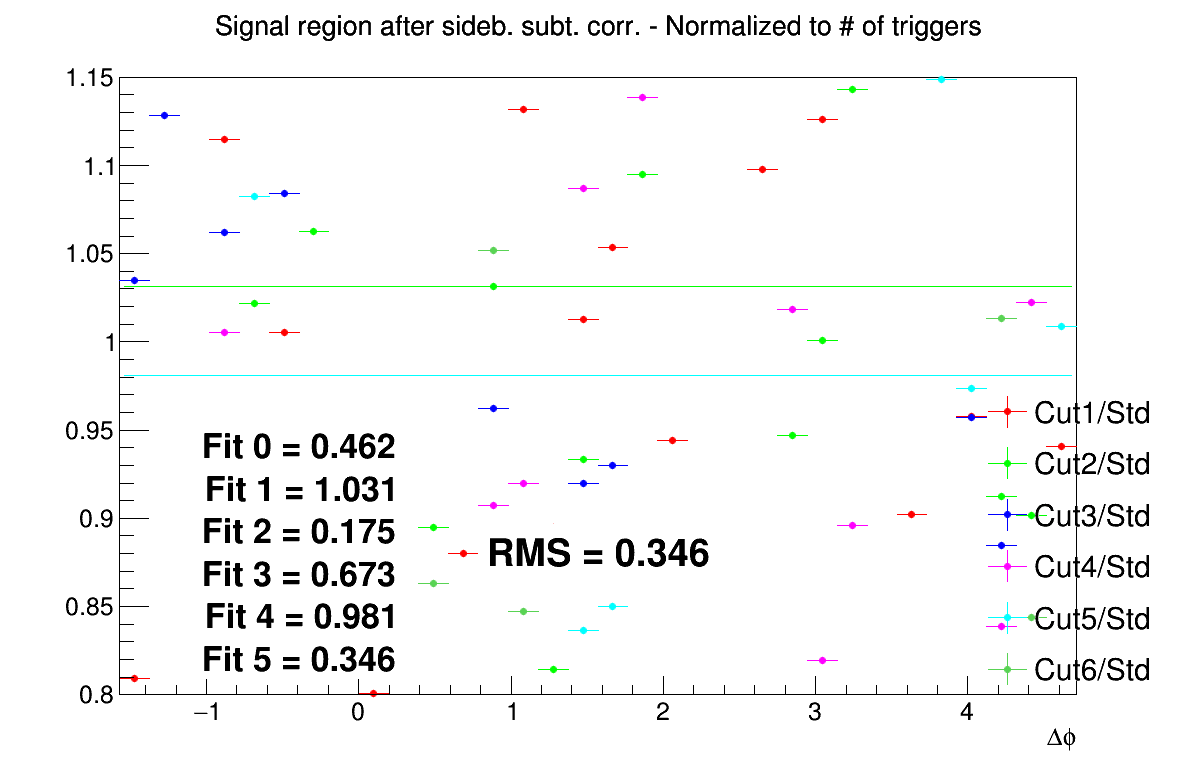 Signal region after sideb. subt. corr. - Normalized to # of triggers
1.15
1.1
1.05
1
0.95
0.9
0.85
0.8
Fit 0 = 0.462
Fit 1 = 1.031
Fit 2 = 0.175
Fit 3 = 0.673
Fit 4 = 0.981
Fit 5 = 0.346
RMS = 0.346
Cut1/Std
Cut2/Std
Cut3/Std
Cut4/Std
Cut5/Std
Cut6/Std
−1 0 1 2 3 4
Δϕ